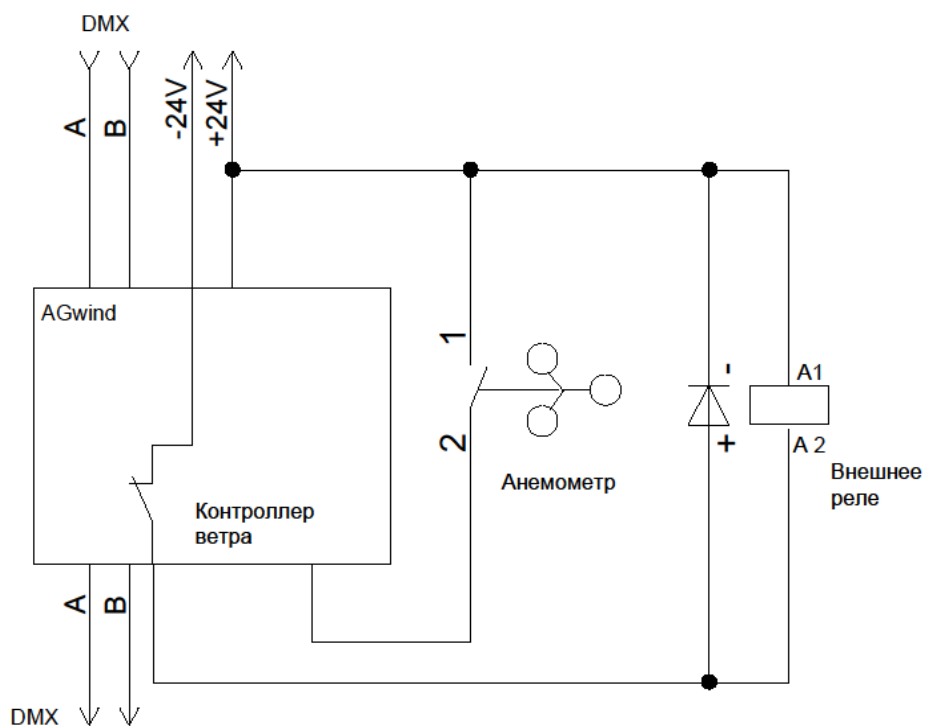 DMX
A
B
-24V
+24V
AGwind
1
-
A1
2
+
A 2
Анемометр
Внешнее
реле
Контроллер
ветра
A
B
DMX